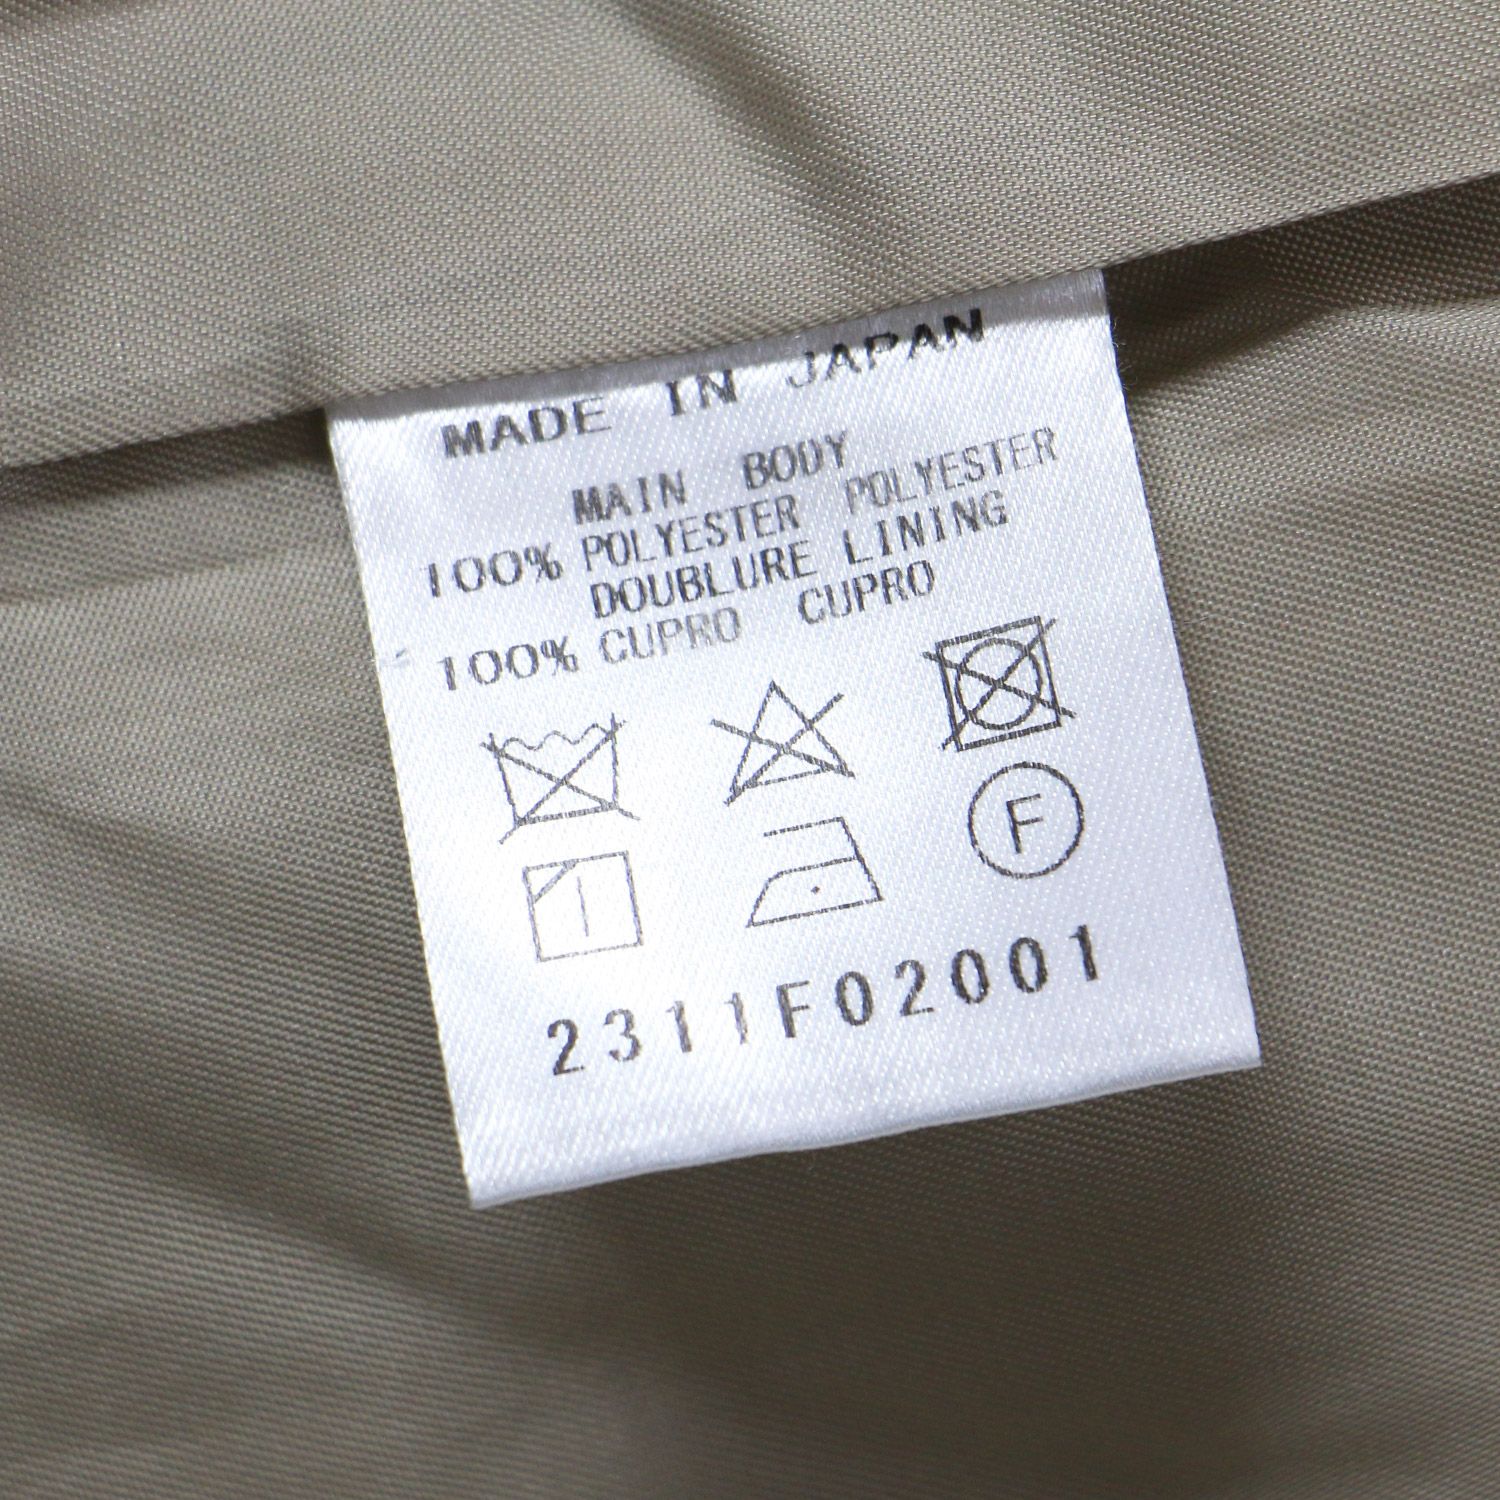 MADE IN JAPAN
MAIN BODY
100% POLYESTER POLYESTER
DOUBLURE LINING
100% CUPRO CUPRO
F
2311F02001